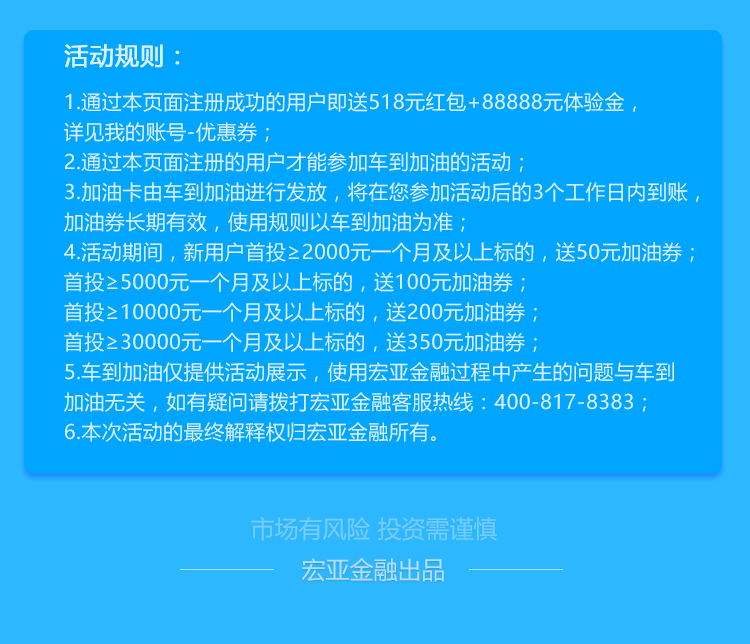 活动规则：
1.通过本页面注册成功的用户即送518元红包+88888元体验金，
详见我的账号-优惠券；
2.通过本页面注册的用户才能参加车到加油的活动；
3.加油卡由车到加油进行发放，将在您参加活动后的3个工作日内到账，
加油券长期有效，使用规则以车到加油为准；
4.活动期间，新用户首投≥2000元一个月及以上标的，送50元加油券；
首投≥5000元一个月及以上标的，送100元加油券；
首投≥10000元一个月及以上标的，送200元加油券；
首投≥30000元一个月及以上标的，送350元加油券；
5.车到加油仅提供活动展示，使用宏亚金融过程中产生的问题与车到
加油无关，如有疑问请拨打宏亚金融客服热线：400-817-8383；
6.本次活动的最终解释权归宏亚金融所有。
市场有风险 投资需谨慎
宏亚金融出品